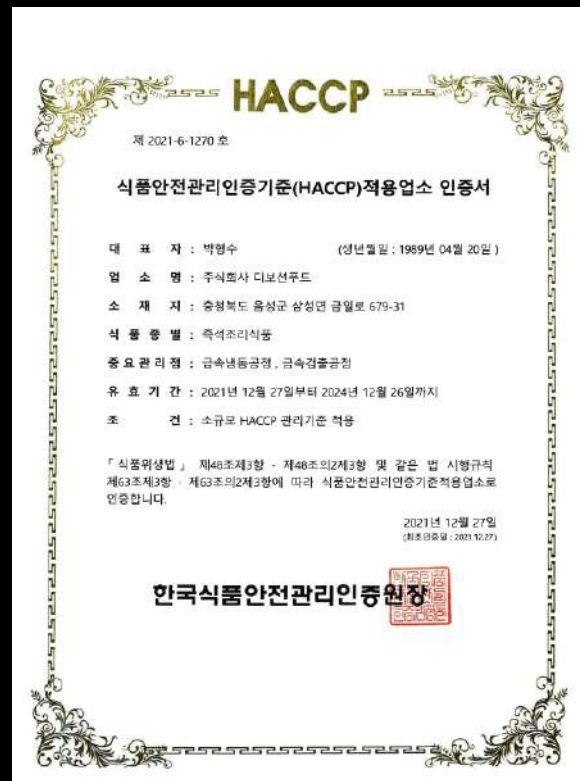 HACCP
제 2021-6-1270 호
식품안전관리인증기준(HACCP)적용업소 인증서
대 표 자 : 박형수 (생년월일 : 1989년 04월 20일 )
업 소 명 : 주식회사 디보션푸드
소 재 지 : 충청북도 음성군 삼성면 금일로 679-31
식 품 종 별 : 즉석조리식품
중요관리점 : 급속냉동공정 , 금속검출공정
유 효 기 간 : 2021년 12월 27일부터 2024년 12월 26일까지
조 건 : 소규모 HACCP 관리기준 적용
「 식품위생법 」 제48조제3항 · 제48조의2제3항 및 같은 법 시행규칙
제63조제3항 · 제63조의2제3항에 따라 식품안전관리인증기준적용업소로
인증합니다.
2021년 12월 27일
(최초인증일 : 2021.12.27)
한국식품안전관리인증원장